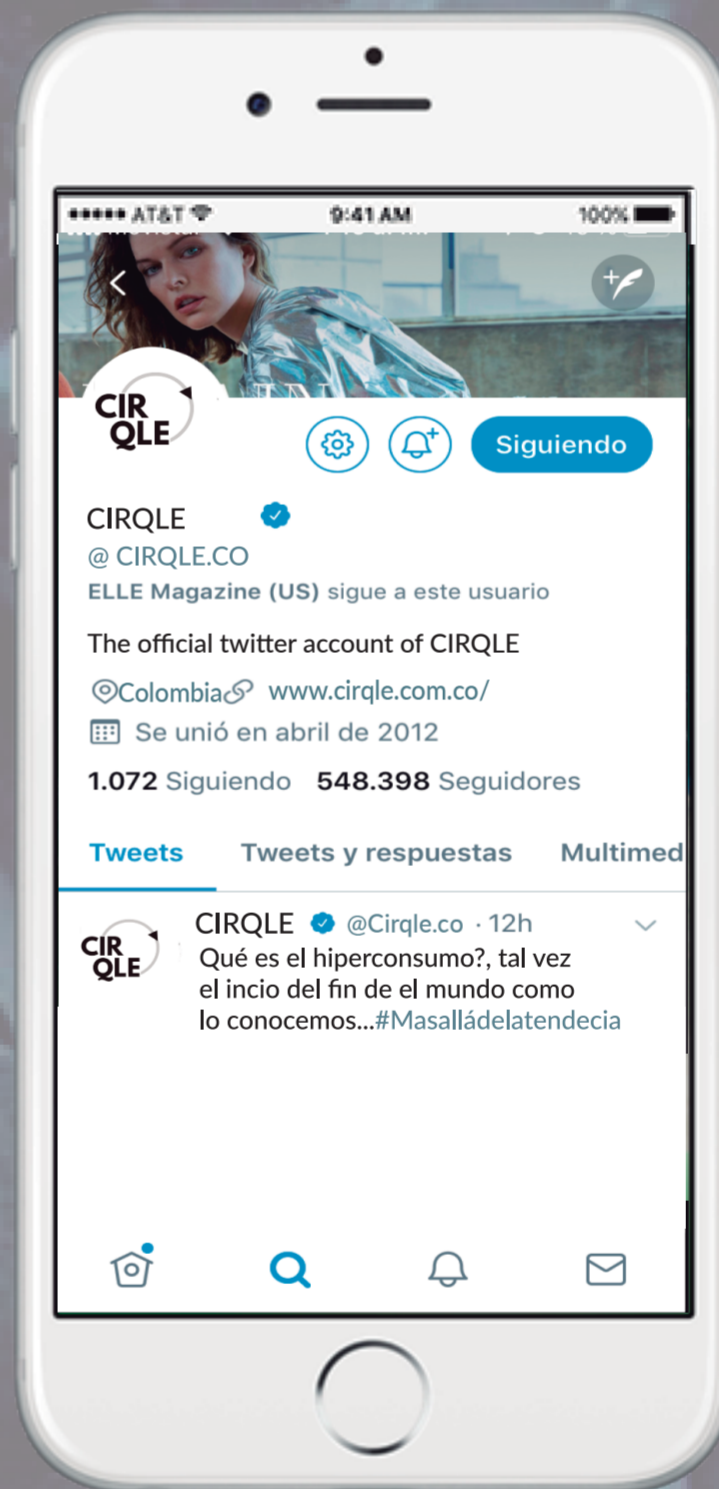 AT&T 9:41 AM 100%
CIR
QLE
Siguiendo
CIRQLE
@ CIRQLE.CO
ELLE Magazine (US) sigue a este usuario
The official twitter account of CIRQLE
Colombia www.cirqle.com.co/
Se unió en abril de 2012
1.072 Siguiendo 548.398 Seguidores
Tweets Tweets y respuestas Multimed
CIR
QLE
CIRQLE @Cirqle.co · 12h
Qué es el hiperconsumo?, tal vez
el incio del fin de el mundo como
lo conocemos...#Masalládelatendecia